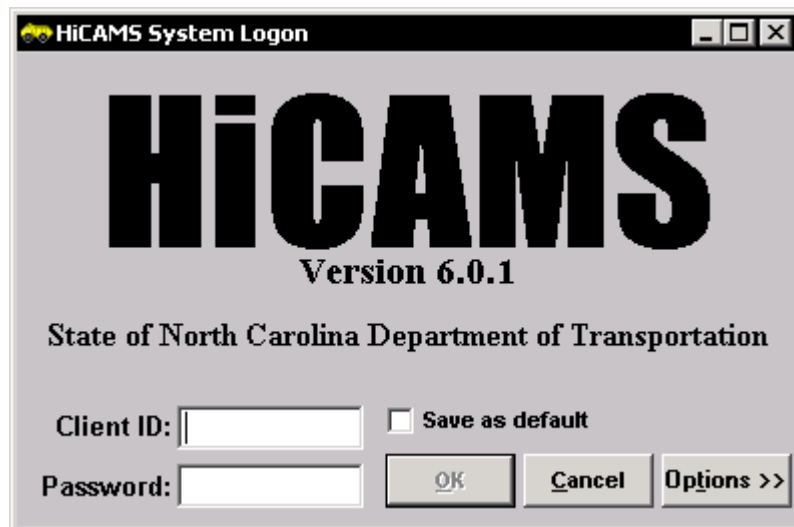 HiCAMS System Logon
HiCAMS
Version 6.0.1
State of North Carolina Department of Transportation
Client ID:
Save as default
Password:
OK
Cancel
Options >>